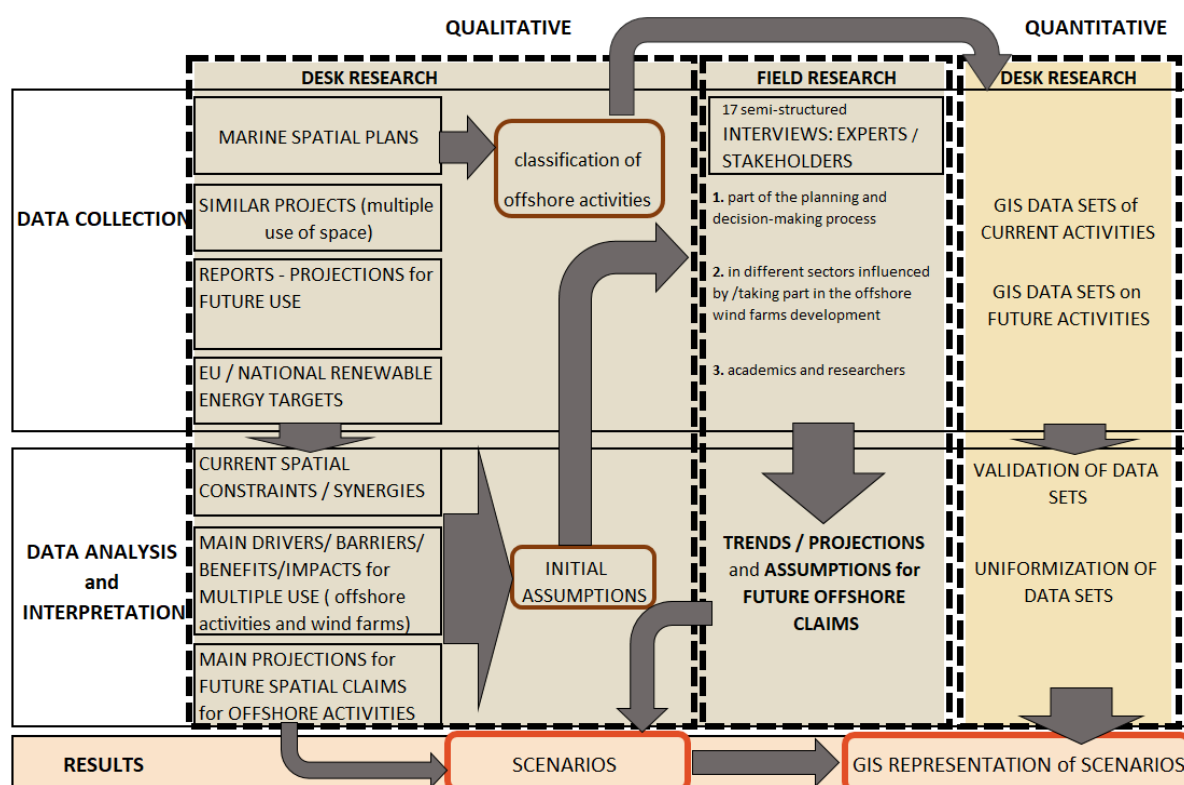 QUALITATIVE
QUANTITATIVE
DESK RESEARCH
FIELD RESEARCH
DESK RESEARCH
DATA COLLECTION
MARINE SPATIAL PLANS
SIMILAR PROJECTS (multiple
use of space)
REPORTS - PROJECTIONS for
FUTURE USE
EU / NATIONAL RENEWABLE
ENERGY TARGETS
classification of
offshore activities
17 semi-structured
INTERVIEWS: EXPERTS /
STAKEHOLDERS
1. part of the planning and
decision-making process
2. in different sectors influenced
by /taking part in the offshore
wind farms development
3. academics and researchers
GIS DATA SETS of
CURRENT ACTIVITIES
GIS DATA SETS on
FUTURE ACTIVITIES
DATA ANALYSIS
and
INTERPRETATION
CURRENT SPATIAL
CONSTRAINTS / SYNERGIES
MAIN DRIVERS/ BARRIERS/
BENEFITS/IMPACTS for
MULTIPLE USE ( offshore
activities and wind farms)
MAIN PROJECTIONS for
FUTURE SPATIAL CLAIMS
for OFFSHORE ACTIVITIES
INITIAL
ASSUMPTIONS
TRENDS / PROJECTIONS
and ASSUMPTIONS for
FUTURE OFFSHORE
CLAIMS
VALIDATION OF DATA
SETS
UNIFORMIZATION OF
DATA SETS
RESULTS
SCENARIOS
GIS REPRESENTATION of SCENARIOS